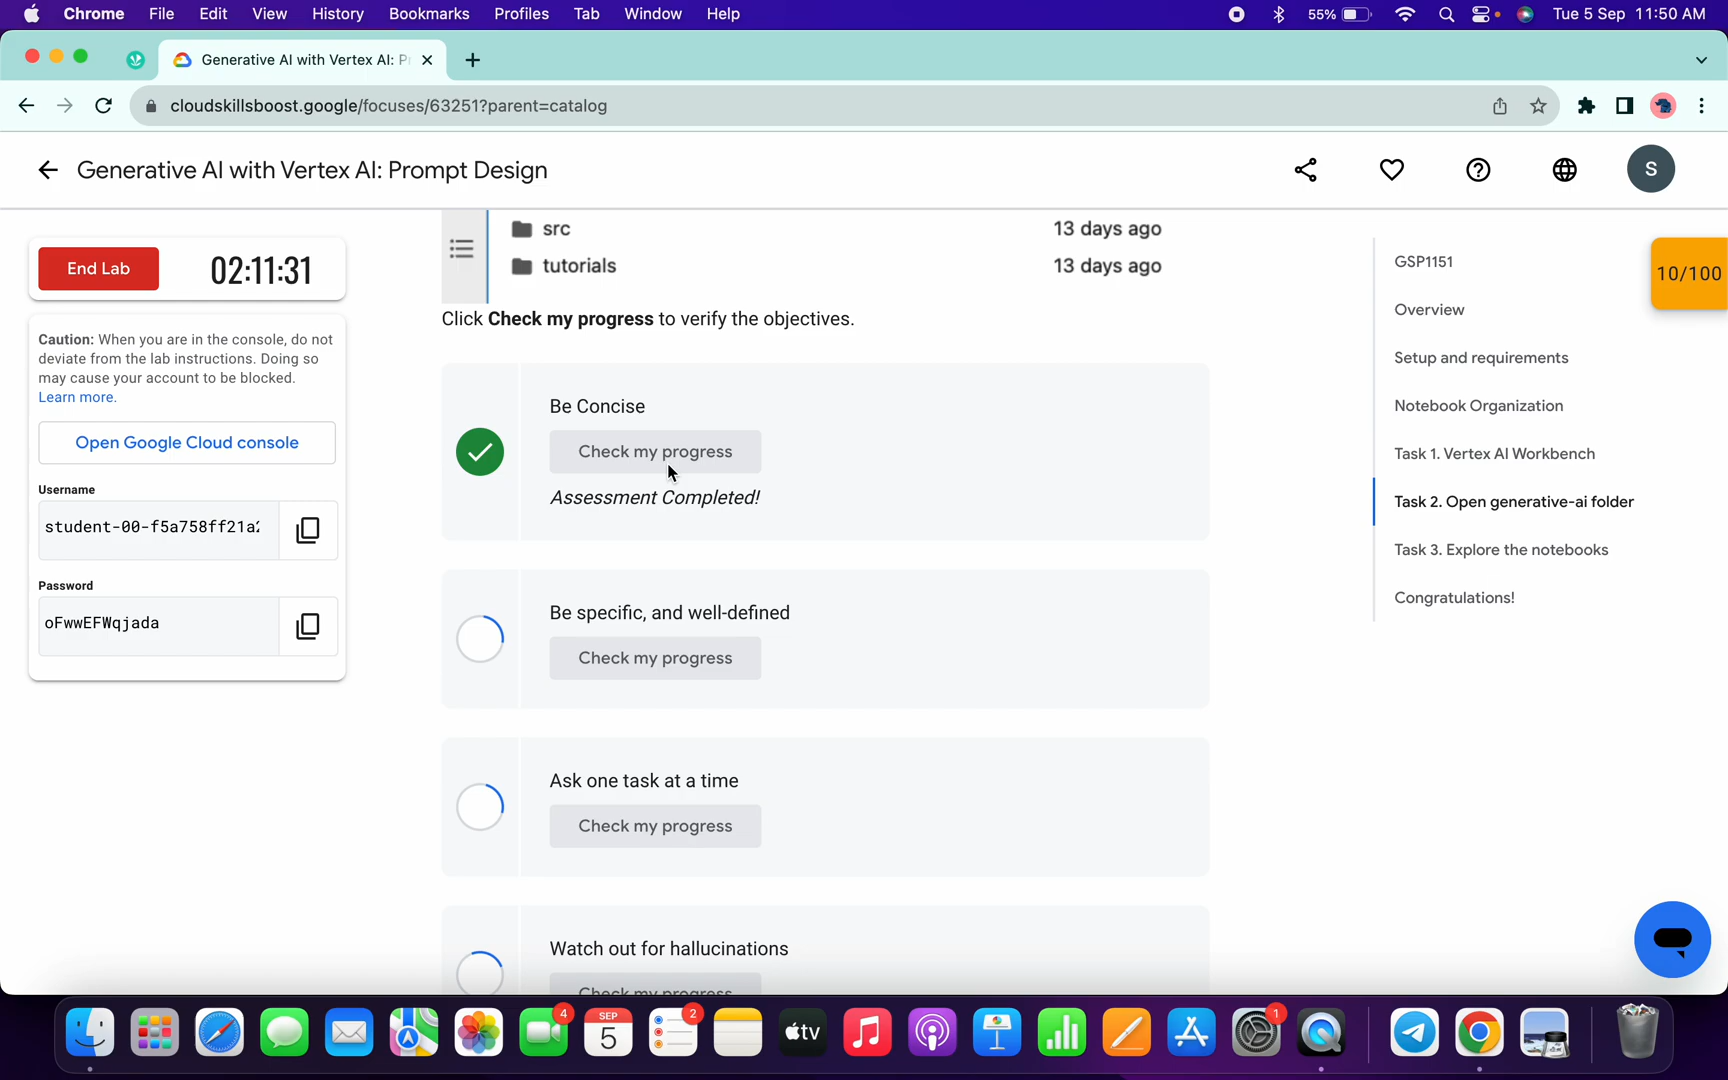 Chrome File Edit View History Bookmarks Profiles Tab Window Help 55% Tue 5 Sep 11:50 AM
Generative AI with Vertex AI: P
cloudskillsboost.google/focuses/63251?parent=catalog
Generative AI with Vertex AI: Prompt Design
S
End Lab
02:11:31
Caution: When you are in the console, do not
deviate from the lab instructions. Doing so
may cause your account to be blocked.
Learn more.
Open Google Cloud console
Username
student-00-f5a758ff21a
Password
oFwwEFWqjada
src 13 days ago
tutorials 13 days ago
Click Check my progress to verify the objectives.
Be Concise
Check my progress
Assessment Completed!
Be specific, and well-defined
Check my progress
Ask one task at a time
Check my progress
Watch out for hallucinations
Check my progress
GSP1151
Overview
Setup and requirements
Notebook Organization
Task 1. Vertex AI Workbench
Task 2. Open generative-ai folder
Task 3. Explore the notebooks
Congratulations!
10/100
4
SEP
5
2
tv
1